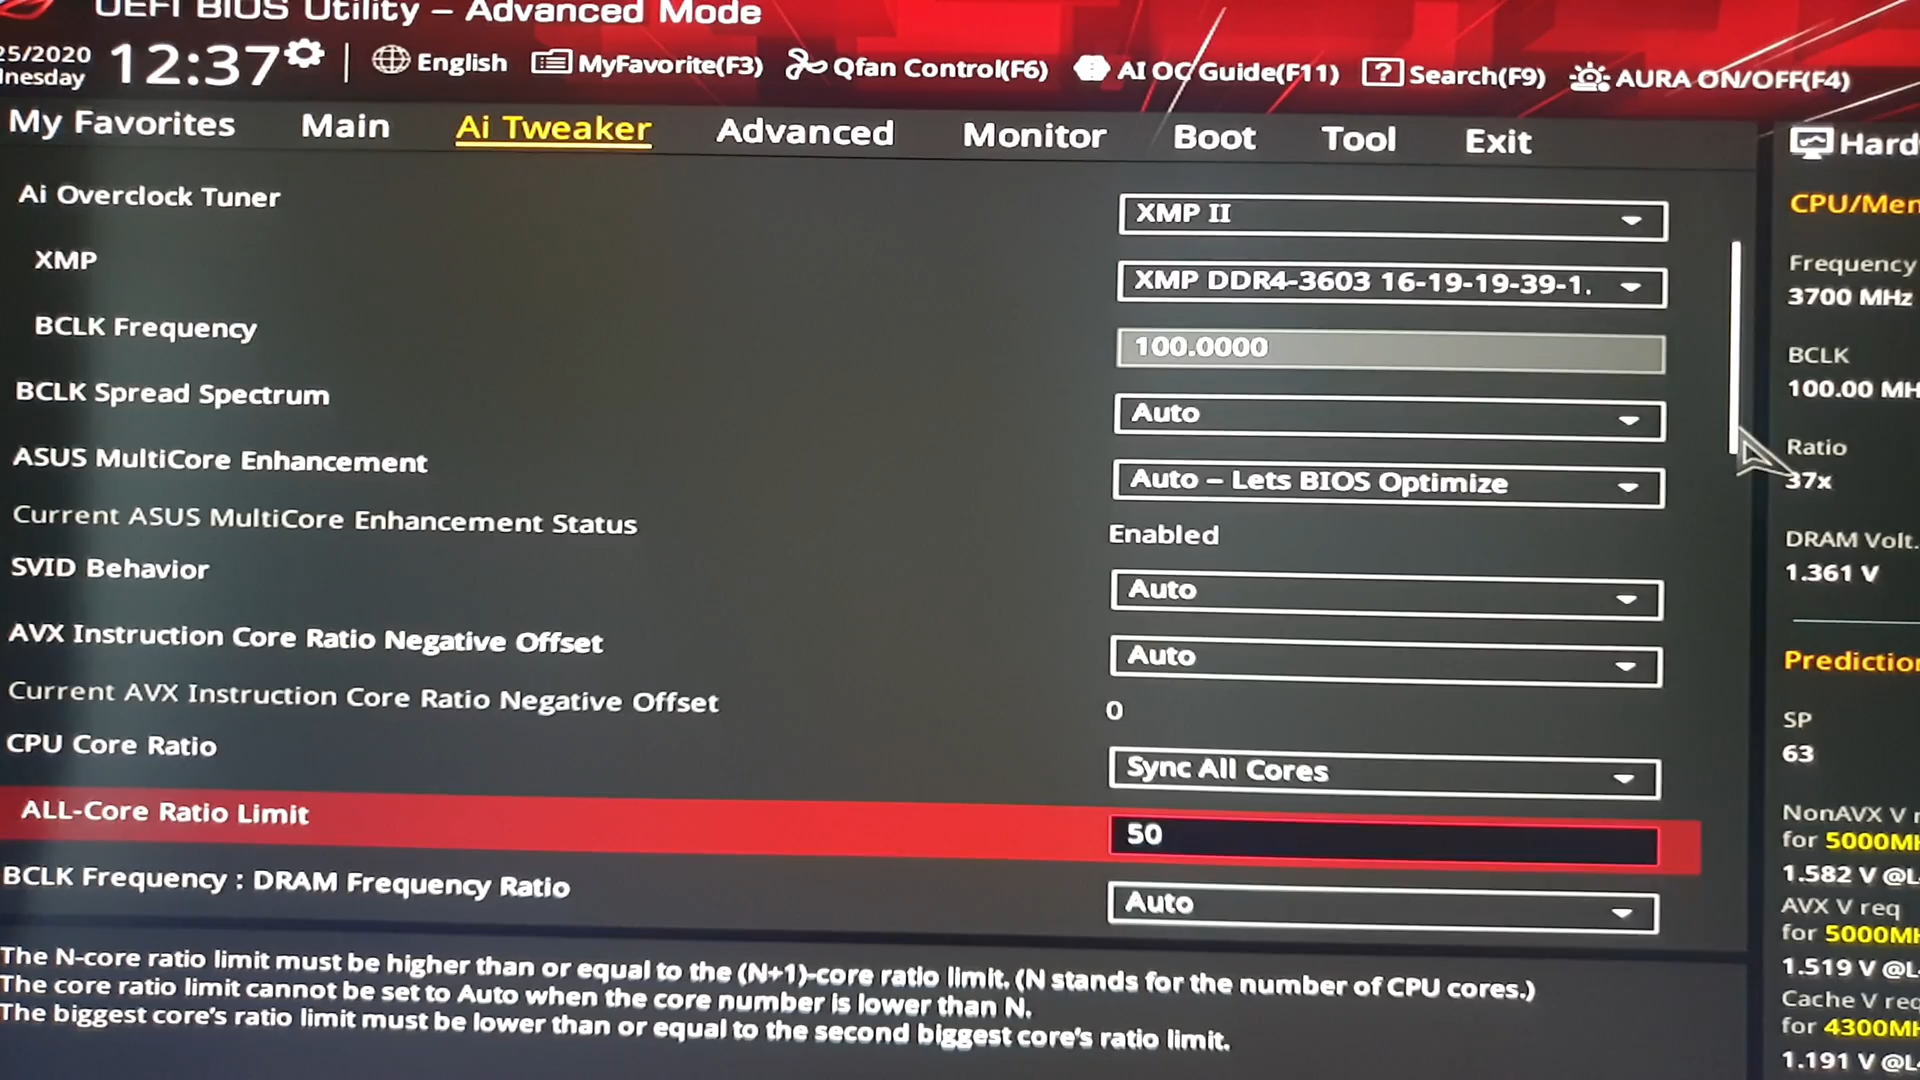 UEFI BIOS Utility – Advanced Mode
25/2020
12:37
English
MyFavorite(F3)
Qfan Control(F6)
AI OC Guide(F11)
Search(F9)
AURA ON/OFF(F4)
My Favorites
Main
Ai Tweaker
Advanced
Monitor
Boot
Tool
Exit
Ai Overclock Tuner
XMP II
XMP
XMP DDR4-3603 16-19-19-39-1.
BCLK Frequency
100.0000
BCLK Spread Spectrum
Auto
ASUS MultiCore Enhancement
Auto – Lets BIOS Optimize
Current ASUS MultiCore Enhancement Status
Enabled
SVID Behavior
Auto
AVX Instruction Core Ratio Negative Offset
Auto
Current AVX Instruction Core Ratio Negative Offset
0
CPU Core Ratio
Sync All Cores
ALL-Core Ratio Limit
50
BCLK Frequency : DRAM Frequency Ratio
Auto
The N-core ratio limit must be higher than or equal to the (N+1)-core ratio limit. (N stands for the number of CPU cores.)
The core ratio limit cannot be set to Auto when the core number is lower than N.
The biggest core's ratio limit must be lower than or equal to the second biggest core's ratio limit.
Frequency
3700 MHz
BCLK
100.00 MH
Ratio
37x
DRAM Volt.
1.361 V
SP
63
NonAVX V r
for 5000MH
1.582 V @L
AVX V req
for 5000MH
1.519 V @L
Cache V req
for 4300MH
1.191 V @L